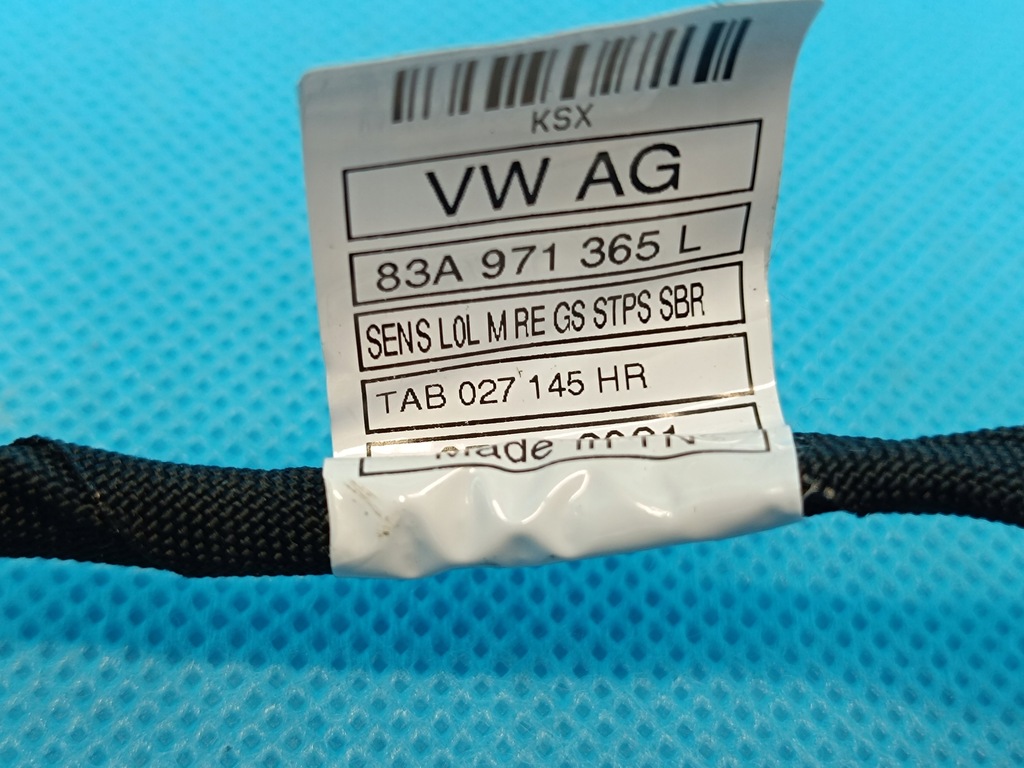 KSX
VW AG
83A 971 365 L
SENS L0L M RE GS STPS SBR
TAB 027 145 HR